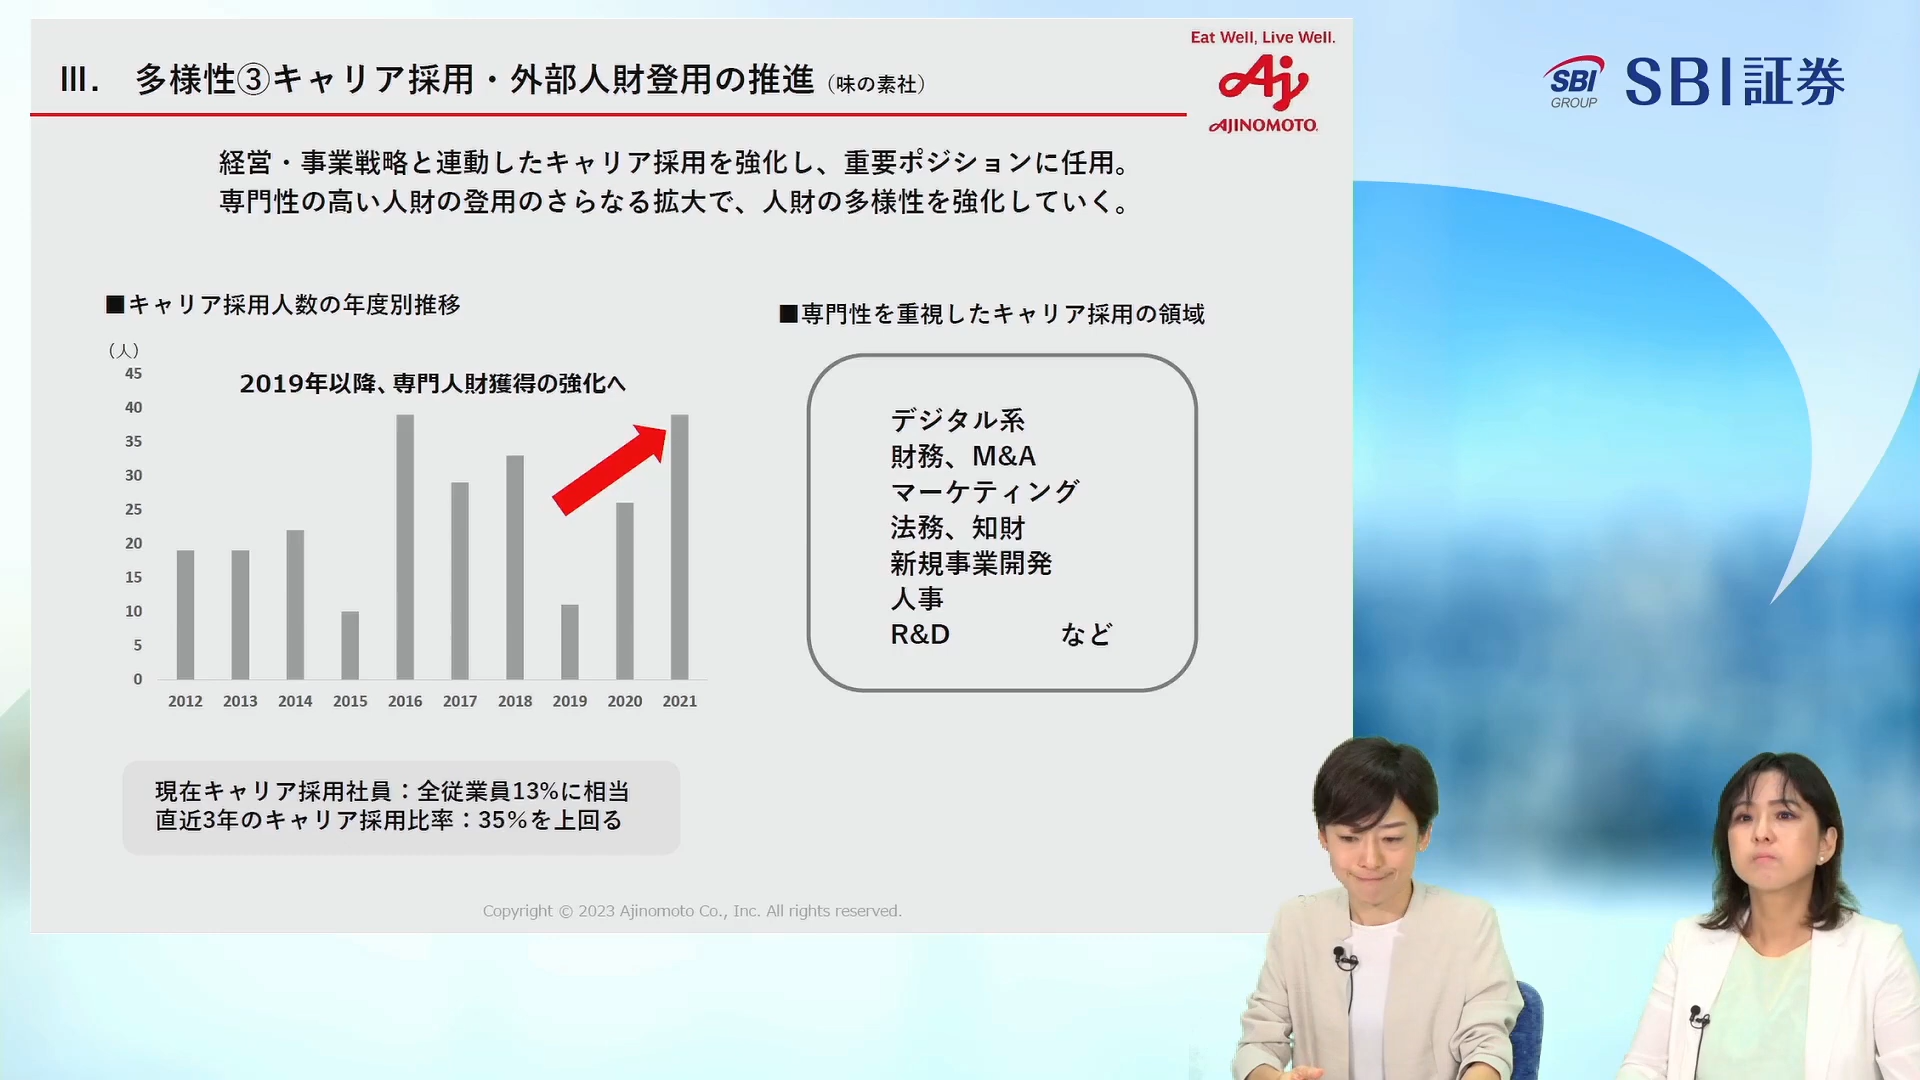 III. 多様性③キャリア採用・外部人財登用の推進（味の素社）
Eat Well, Live Well.
Aj
AJINOMOTO.
SBI
GROUP
SBI証券
経営・事業戦略と連動したキャリア採用を強化し、重要ポジションに任用。
専門性の高い人財の登用のさらなる拡大で、人財の多様性を強化していく。
■キャリア採用人数の年度別推移
（人）
2019年以降、専門人財獲得の強化へ
45
40
35
30
25
20
15
10
5
0
2012 2013 2014 2015 2016 2017 2018 2019 2020 2021
現在キャリア採用社員：全従業員13%に相当
直近3年のキャリア採用比率：35%を上回る
■専門性を重視したキャリア採用の領域
デジタル系
財務、M&A
マーケティング
法務、知財
新規事業開発
人事
R&D など
Copyright © 2023 Ajinomoto Co., Inc. All rights reserved.